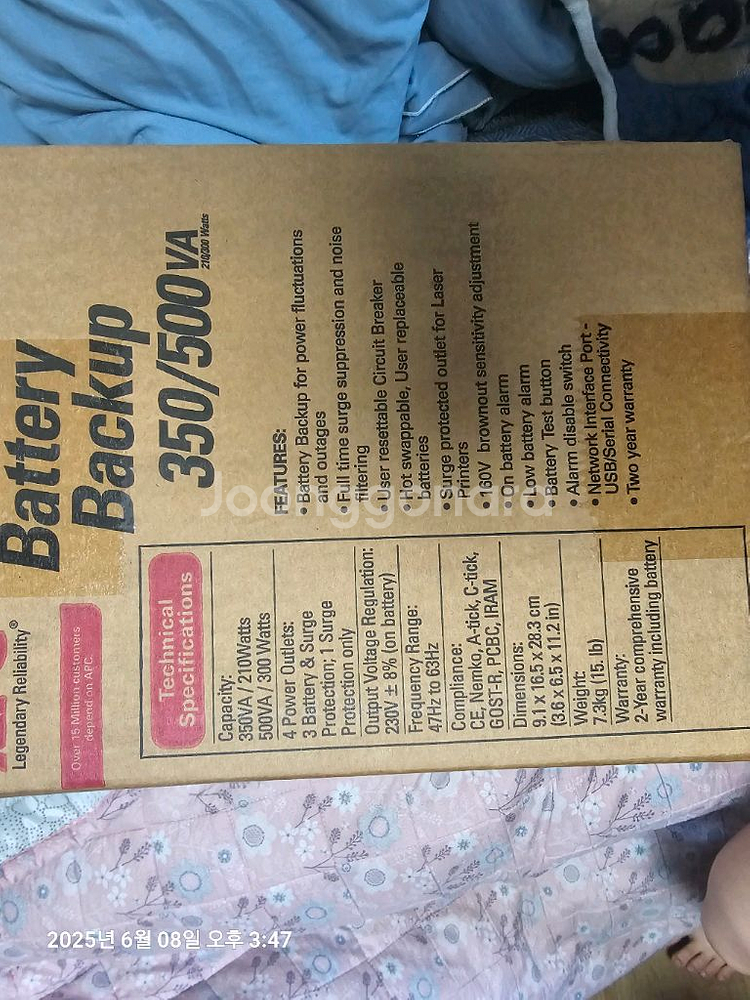 Battery
Backup
350/500VA
210/300 Watts
FEATURES:
• Battery Backup for power fluctuations
and outages
• Full time surge suppression and noise
filtering
• User resettable Circuit Breaker
• Hot swappable, User replaceable
batteries
• Surge protected outlet for Laser
Printers
• 160V brownout sensitivity adjustment
• On battery alarm
• Low battery alarm
• Battery Test button
• Alarm disable switch
• Network Interface Port -
USB/Serial Connectivity
• Two year warranty
Legendary Reliability®
Over 15 Million customers
depend on APC.
Technical
Specifications
Capacity:
350VA / 210Watts
500VA / 300 Watts
4 Power Outlets:
3 Battery & Surge
Protection; 1 Surge
Protection only
Output Voltage Regulation:
230V ± 8% (on battery)
Frequency Range:
47Hz to 63Hz
Compliance:
CE, Nemko, A-tick, C-tick,
GOST-R, PCBC, IRAM
Dimensions:
9.1 x 16.5 x 28.3 cm
(3.6 x 6.5 x 11.2 in)
Weight:
7.3kg (15. lb)
Warranty:
2-Year comprehensive
warranty including battery
Joonggonara
2025년 6월 08일 오후 3:47